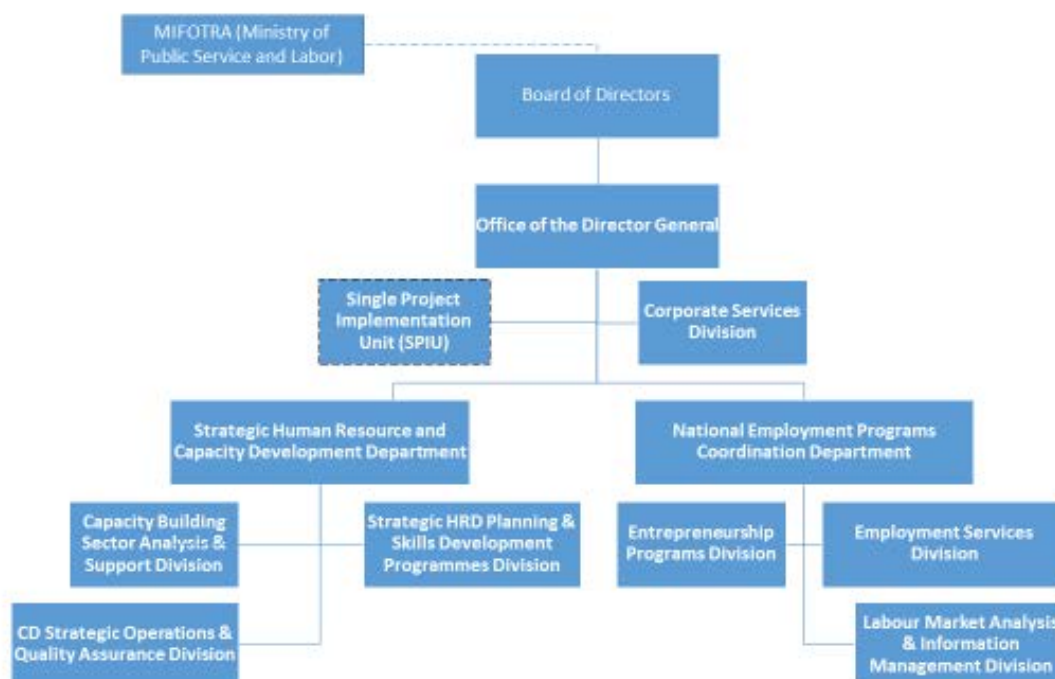 MIFOTRA (Ministry of
Public Service and Labor)
Board of Directors
Office of the Director General
Single Project
Implementation
Unit (SPIU)
Corporate Services
Division
Strategic Human Resource and
Capacity Development Department
National Employment Programs
Coordination Department
Capacity Building
Sector Analysis &
Support Division
Strategic HRD Planning &
Skills Development
Programmes Division
Entrepreneurship
Programs Division
Employment Services
Division
CD Strategic Operations &
Quality Assurance Division
Labour Market Analysis
& Information
Management Division